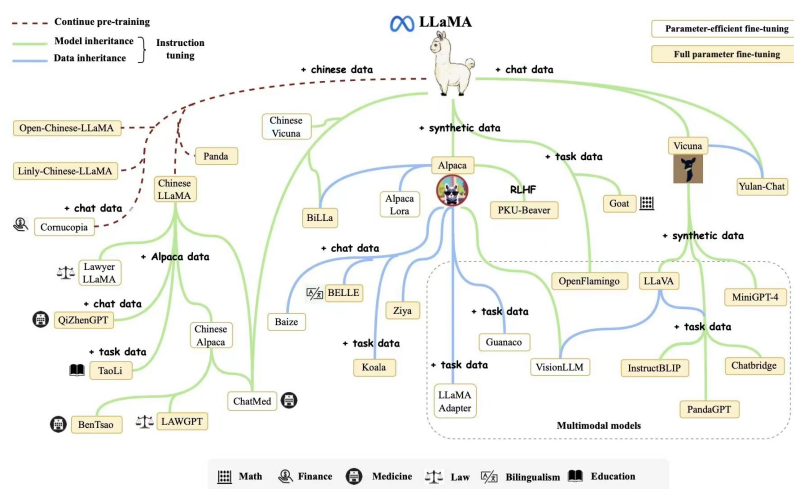 LLaMA
Continue pre-training
Model inheritance
Data inheritance
Instruction
tuning
Parameter-efficient fine-tuning
Full parameter fine-tuning
+ chinese data
+ chat data
Chinese
Vicuna
+ synthetic data
Open-Chinese-LLaMA
Panda
Vicuna
Linly-Chinese-LLaMA
Alpaca
+ task data
Chinese
LLaMA
RLHF
Yulan-Chat
BiLLa
Alpaca
Lora
PKU-Beaver
Goat
+ chat data
Cornucopia
+ synthetic data
+ chat data
+ Alpaca data
Lawyer
LLaMA
OpenFlamingo
LLaVA
BELLE
MiniGPT-4
+ chat data
QiZhenGPT
Chinese
Alpaca
Baize
Ziya
+ task data
+ task data
Guanaco
+ task data
+ task data
TaoLi
Koala
+ task data
VisionLLM
InstructBLIP
Chatbridge
ChatMed
LLaMA
Adapter
PandaGPT
BenTsao
LAWGPT
Multimodal models
Math
Finance
Medicine
Law
Bilingualism
Education